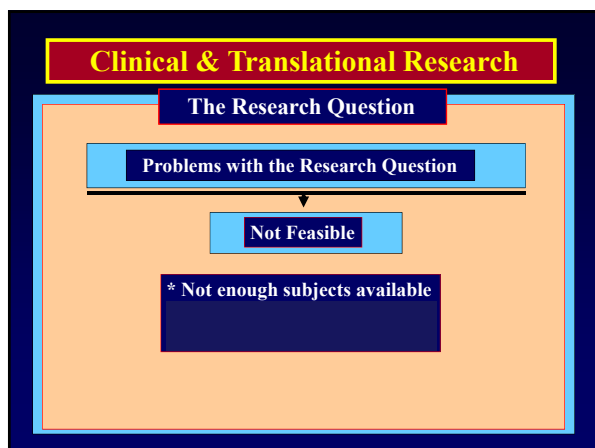 Clinical & Translational Research
The Research Question
Problems with the Research Question
Not Feasible
* Not enough subjects available